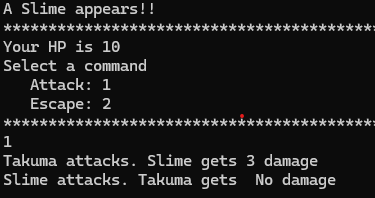 A Slime appears!!
******************************************
Your HP is 10
Select a command
   Attack: 1
   Escape: 2
******************************************
1
Takuma attacks. Slime gets 3 damage
Slime attacks. Takuma gets  No damage